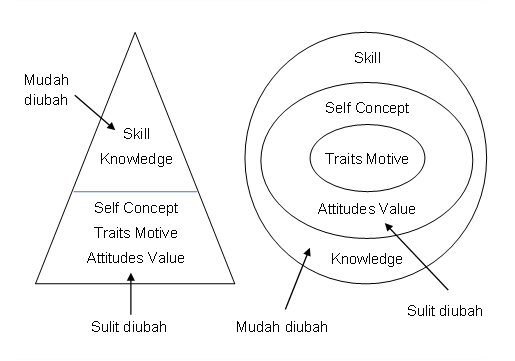 Mudah
diubah
Skill
Knowledge
Self Concept
Traits Motive
Attitudes Value
Sulit diubah
Skill
Self Concept
Traits Motive
Attitudes Value
Knowledge
Mudah diubah
Sulit diubah